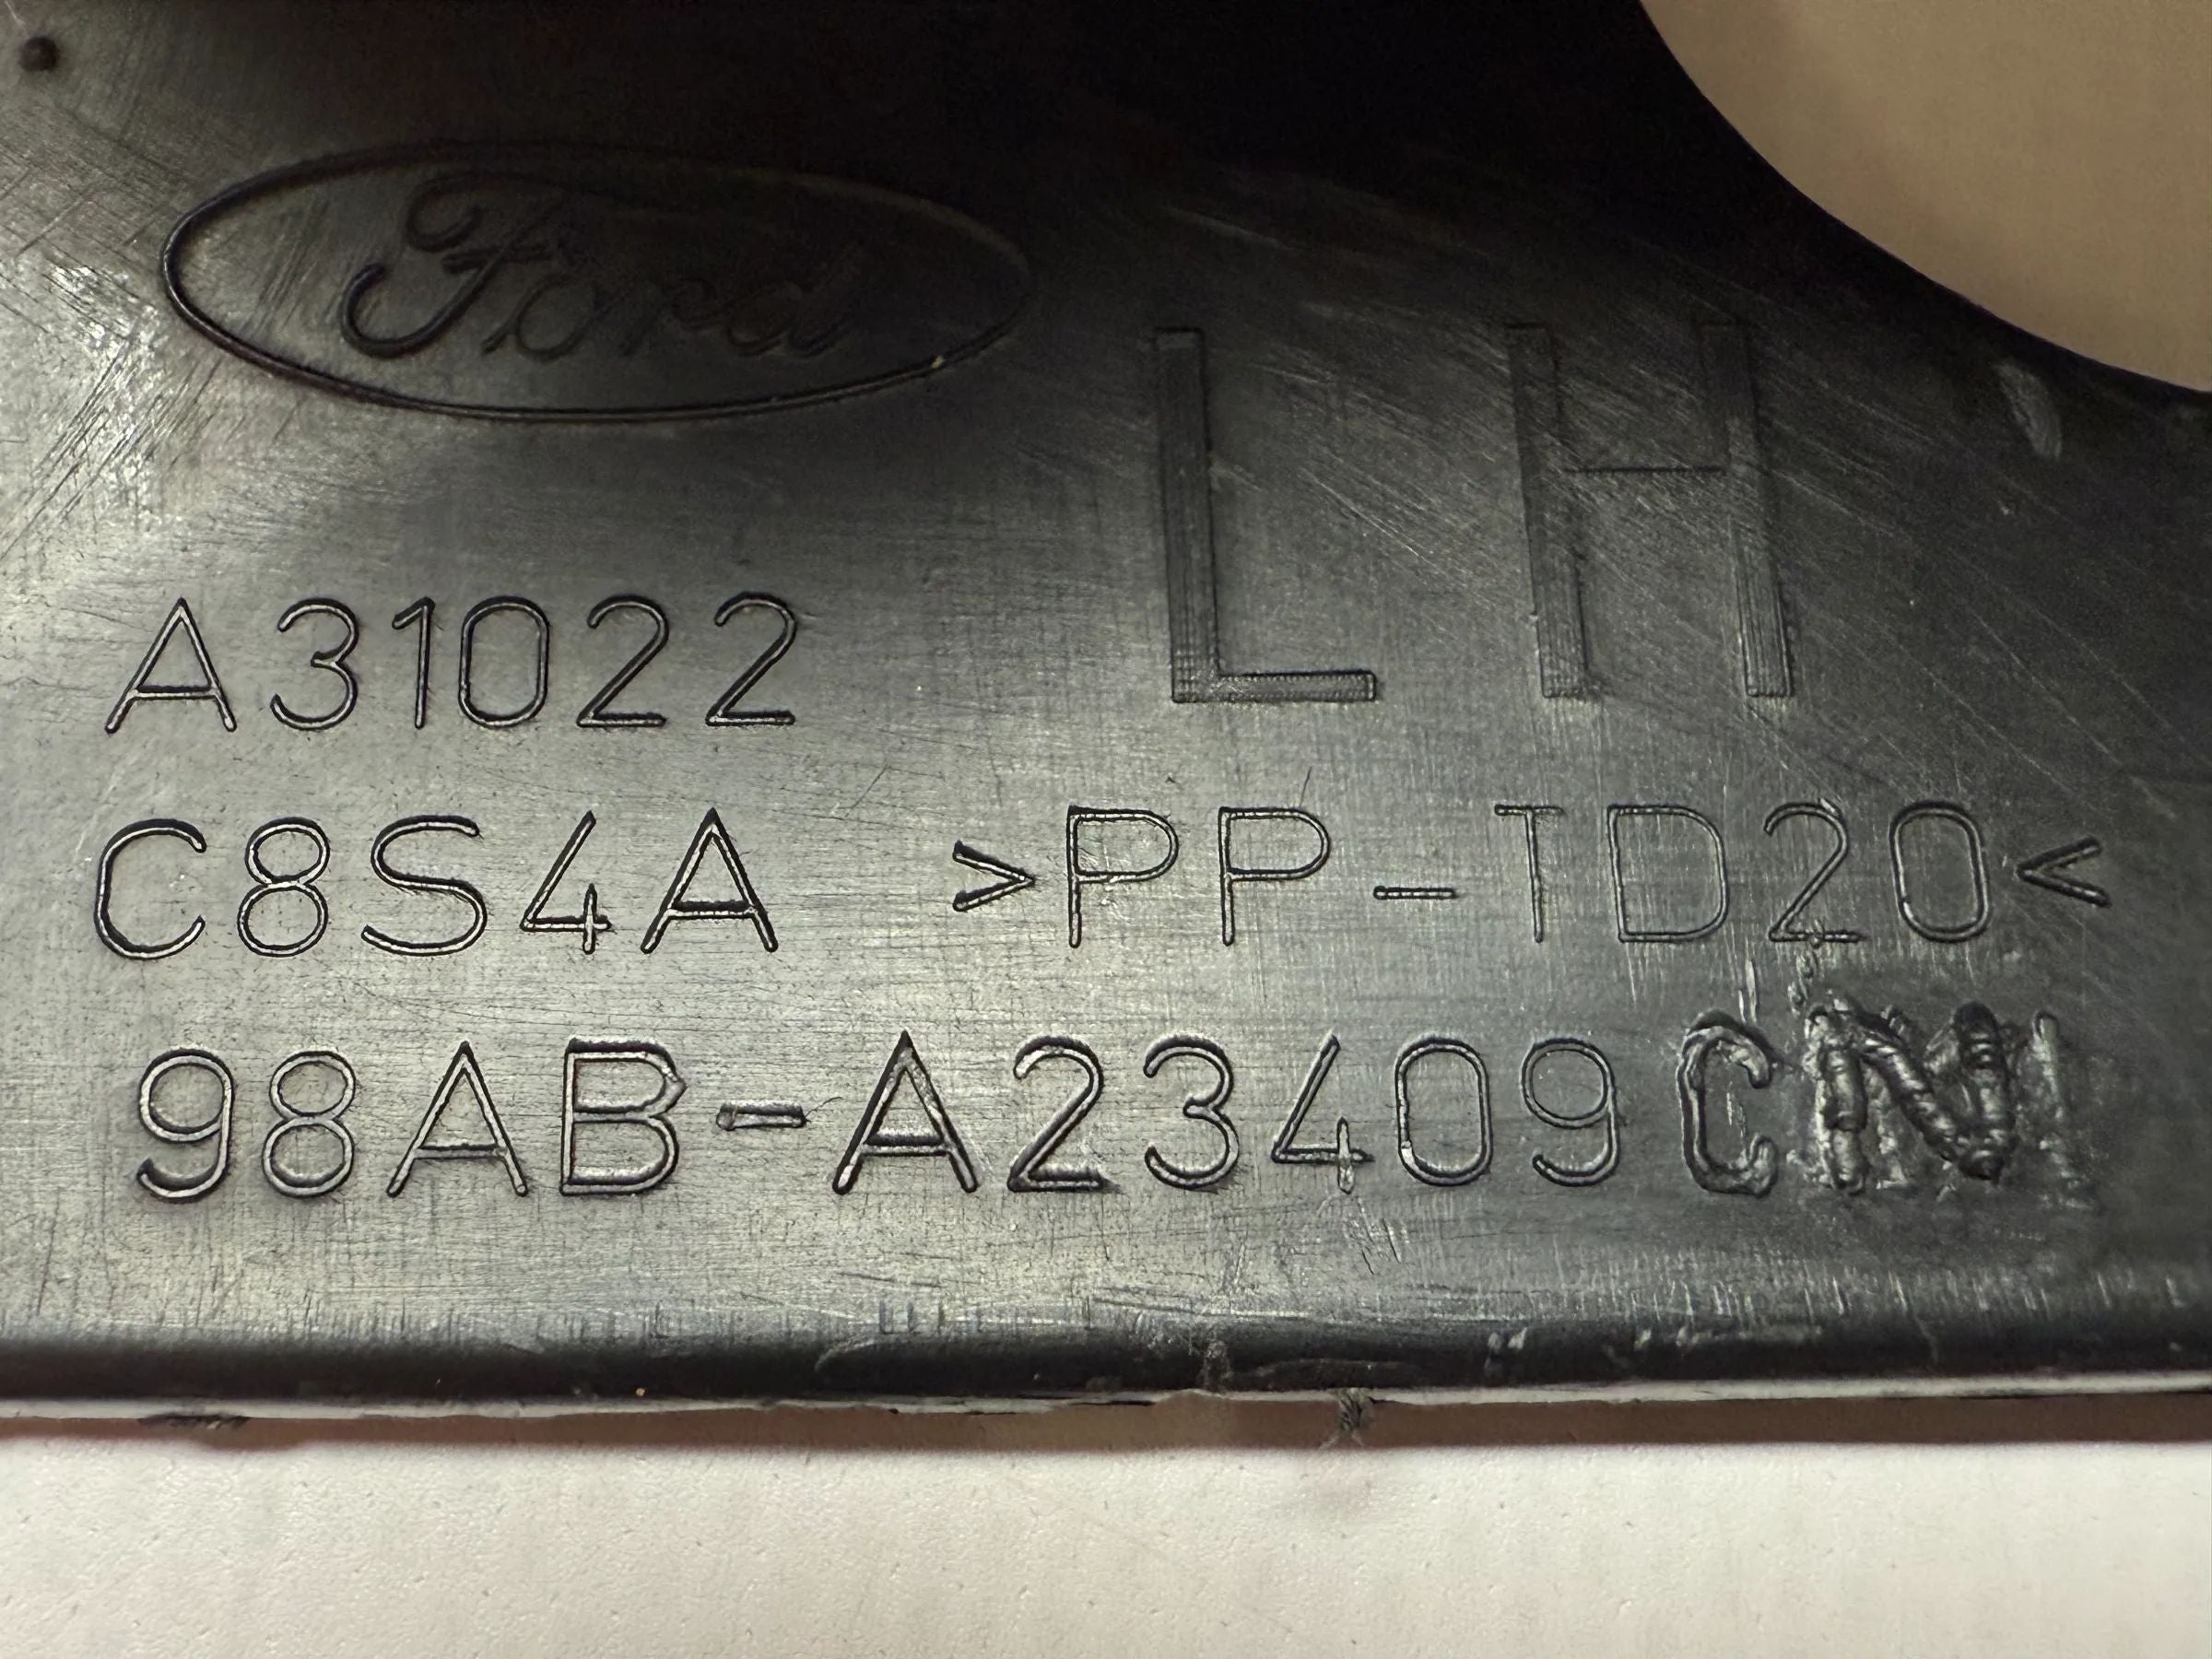 Ford
LH
A31022
C8S4A >PP-TD20<
98AB-A23409